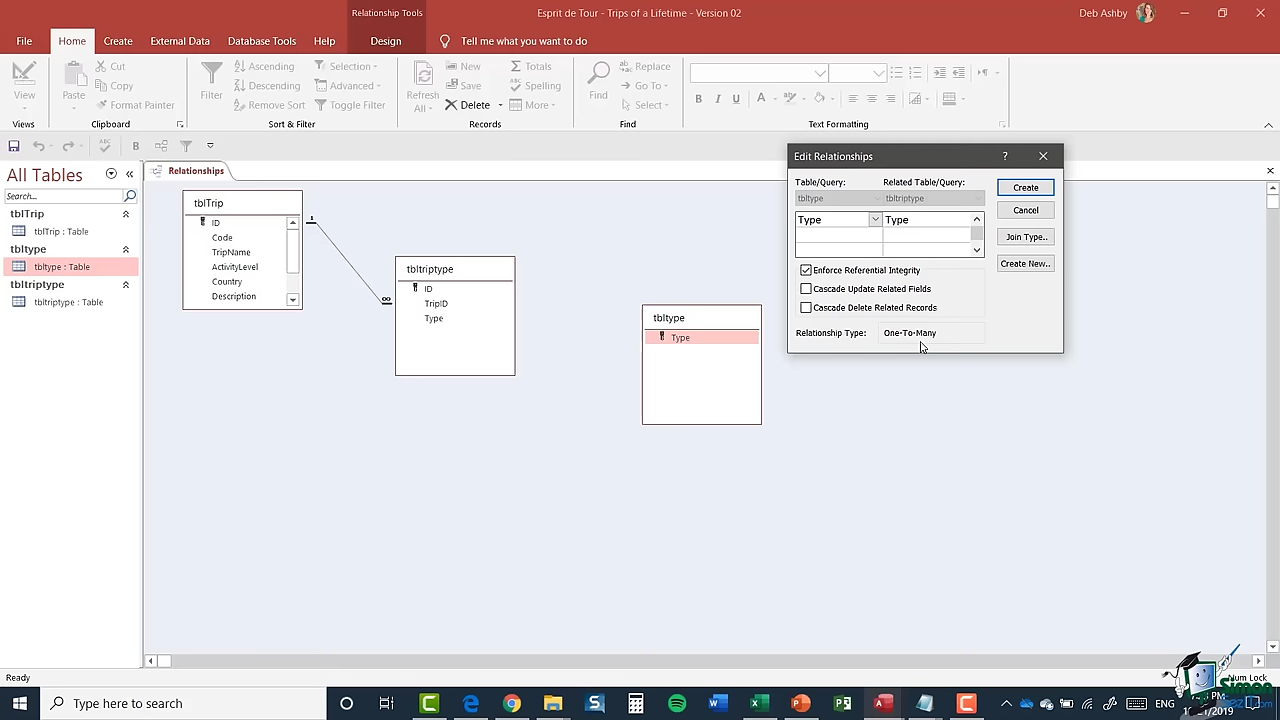 Relationship Tools
Esprit de Tour - Trips of a Lifetime - Version 02
Deb Ashby
File
Home
Create
External Data
Database Tools
Help
Design
Tell me what you want to do
View
Views
Paste
Cut
Copy
Format Painter
Clipboard
Filter
Ascending
Descending
Remove Sort
Selection
Advanced
Toggle Filter
Sort & Filter
Refresh
All
New
Save
Delete
Totals
Spelling
More
Records
Find
Replace
Go To
Select
Find
B I U
A
Text Formatting
B
All Tables
Search...
tblTrip
tblTrip : Table
tbltype
tbltype : Table
tbltriptype
tbltriptype : Table
Relationships
tblTrip
ID
Code
TripName
ActivityLevel
Country
Description
1
∞
tbltriptype
ID
TripID
Type
tbltype
Type
Edit Relationships
?
Table/Query:
Related Table/Query:
tbltype
tbltriptype
Type
Type
Create
Cancel
Join Type..
Create New..
Enforce Referential Integrity
Cascade Update Related Fields
Cascade Delete Related Records
Relationship Type:
One-To-Many
Ready
Num Lock
Type here to search
ENG
Simon